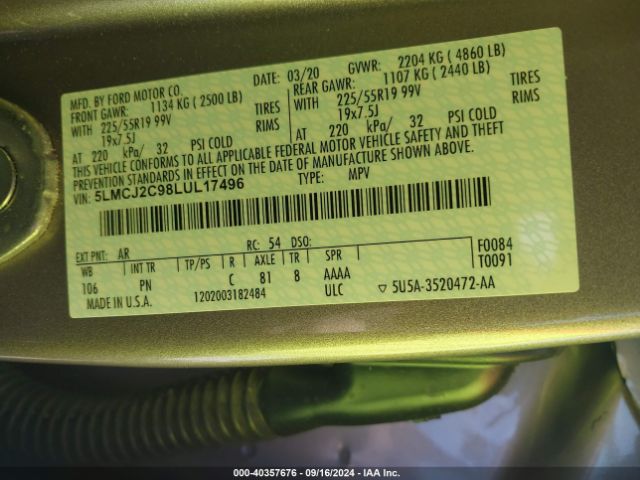 MFD. BY FORD MOTOR CO.
DATE: 03/20 GVWR: 2204 KG ( 4860 LB)
FRONT GAWR: 1134 KG ( 2500 LB) REAR GAWR: 1107 KG ( 2440 LB)
WITH 225/55R19 99V TIRES WITH 225/55R19 99V TIRES
19x7.5J RIMS 19x7.5J RIMS
AT 220 kPa/ 32 PSI COLD AT 220 kPa/ 32 PSI COLD
THIS VEHICLE CONFORMS TO ALL APPLICABLE FEDERAL MOTOR VEHICLE SAFETY AND THEFT
PREVENTION STANDARDS IN EFFECT ON THE DATE OF MANUFACTURE SHOWN ABOVE.
VIN: 5LMCJ2C98LUL17496 TYPE: MPV
EXT PNT: AR RC: 54 DSO: F0084
WB INT TR TP/PS R AXLE TR SPR T0091
106 PN C 81 8 AAAA
MADE IN U.S.A. 1202003182484 ULC ▽ 5U5A-3520472-AA
000-40357676 - 09/16/2024 - IAA Inc.